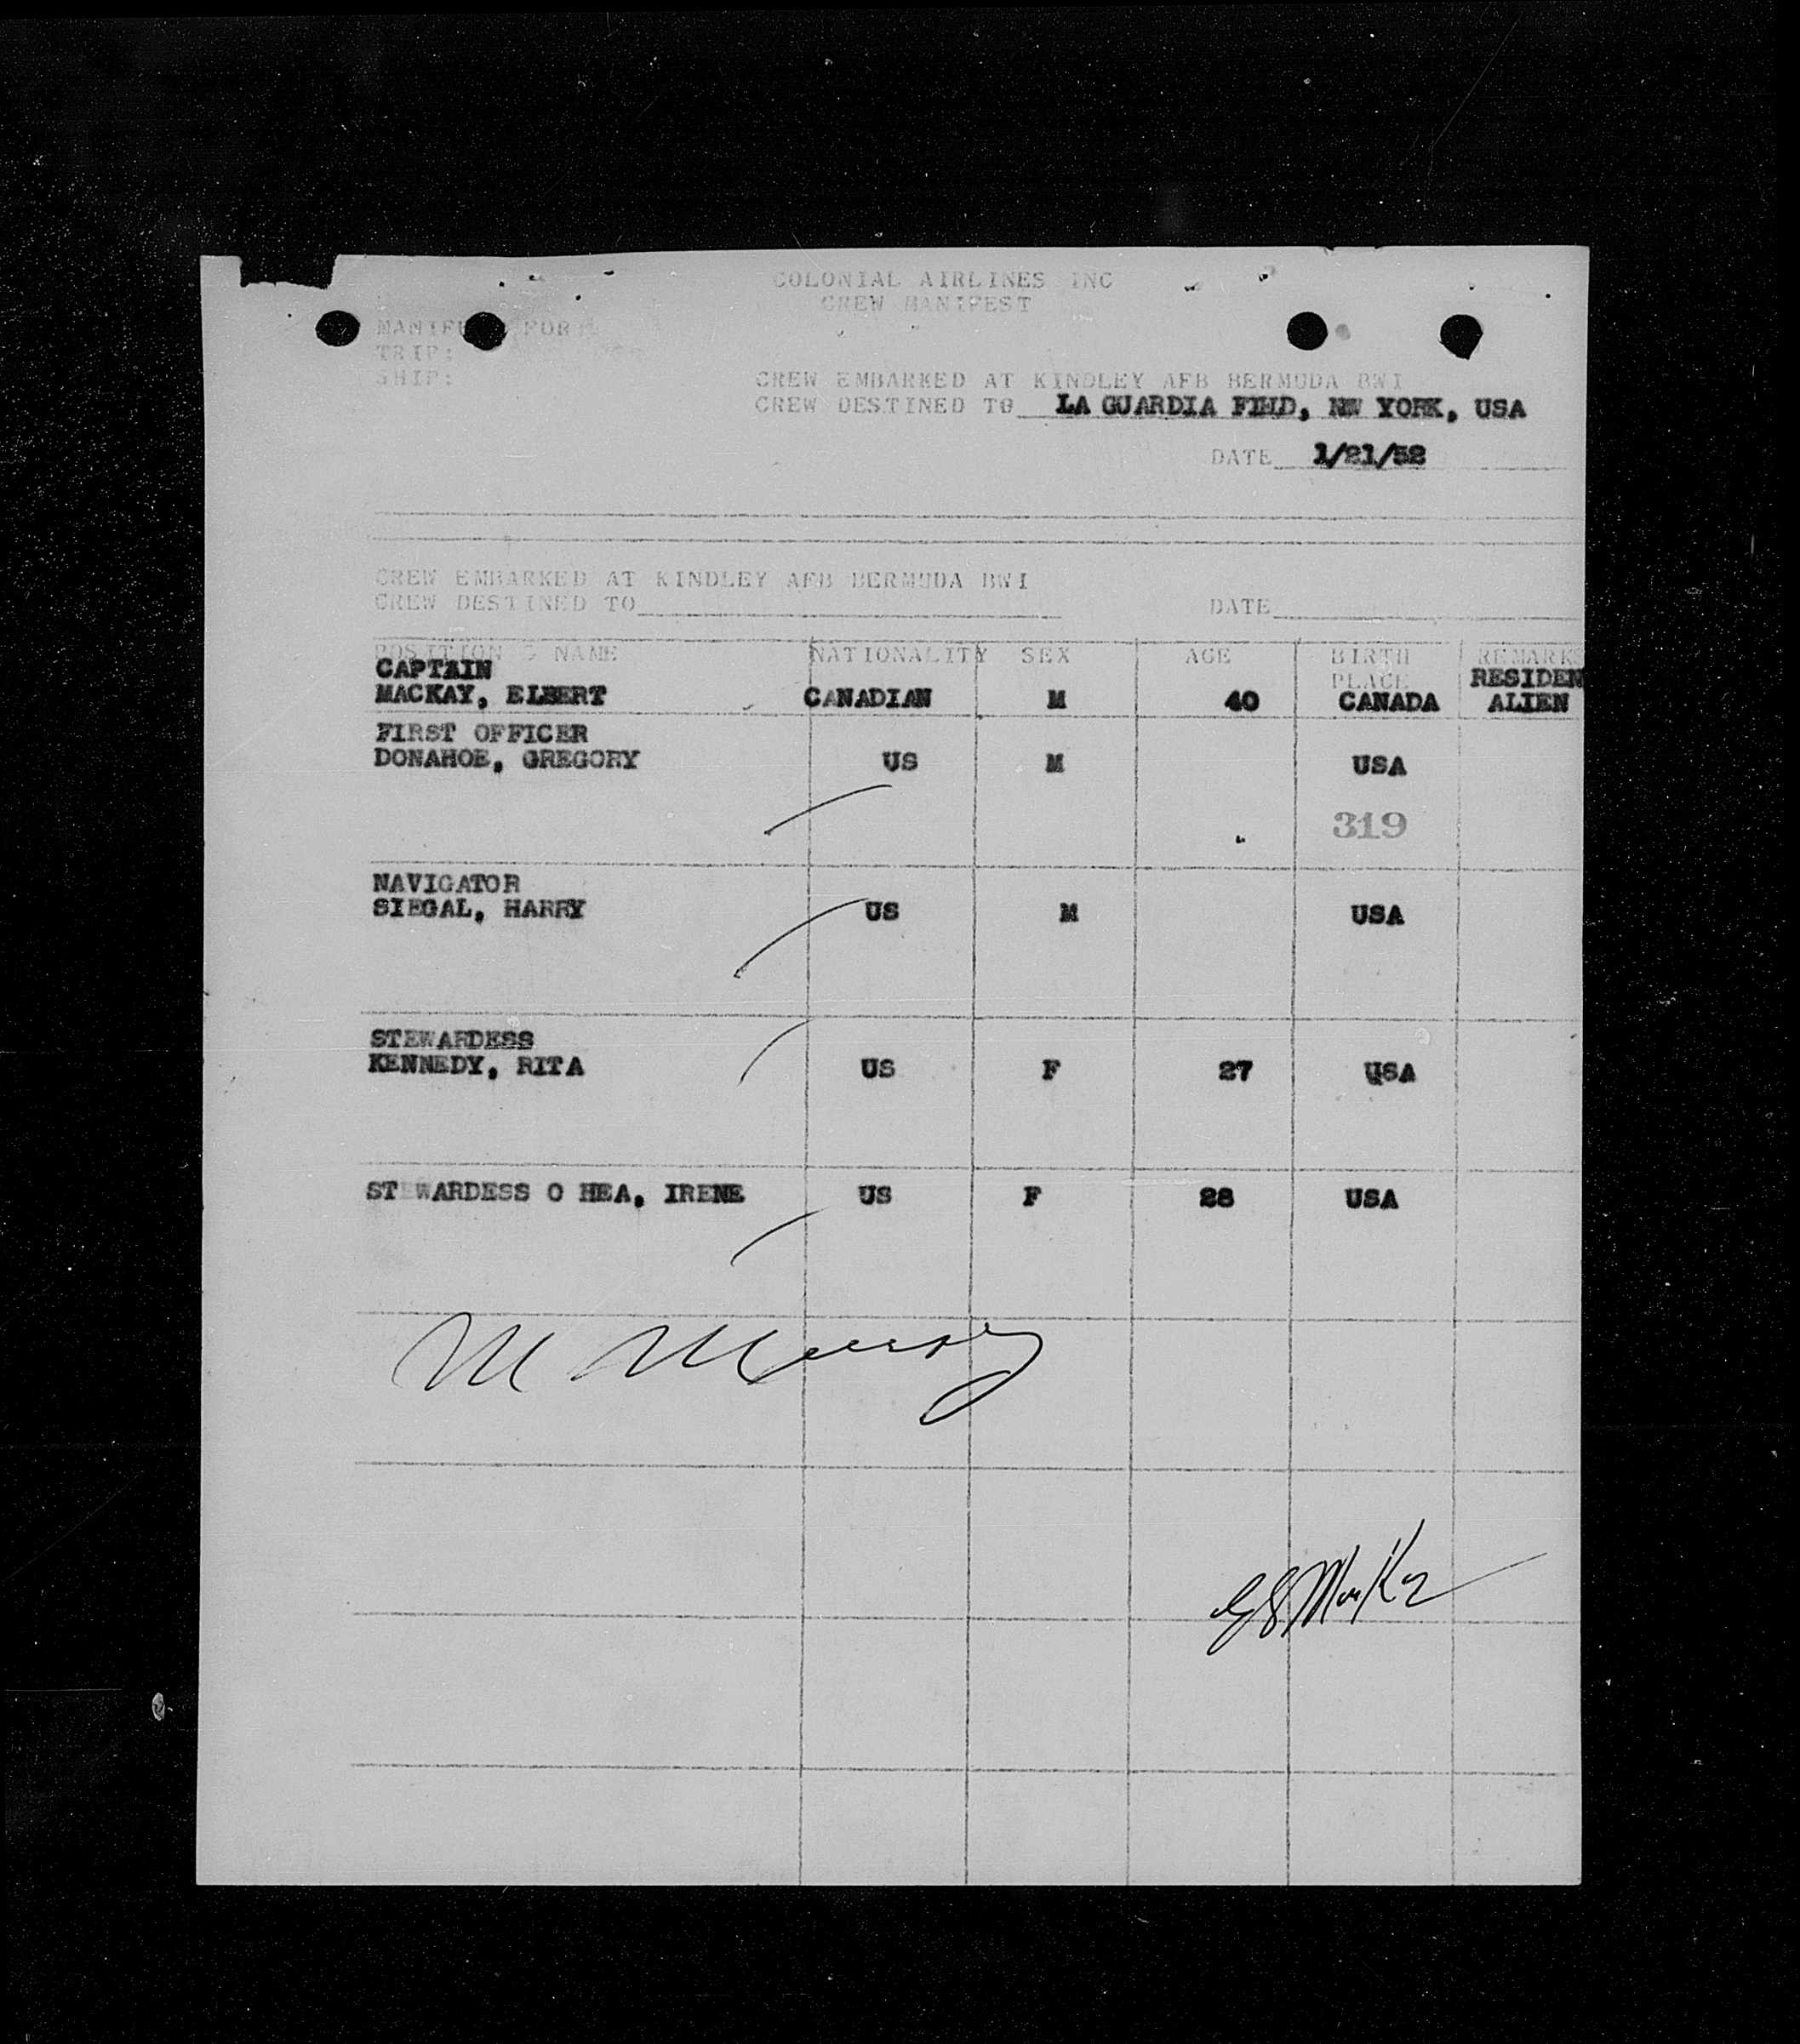 COLONIAL AIRLINES INC
CREW MANIFEST
TRIP:
SHIP:
CREW EMBARKED AT KINDLEY AFB BERMUDA BWI
CREW DESTINED TO LA GUARDIA FIELD, NEW YORK, USA
DATE 1/21/52
CREW EMBARKED AT KINDLEY AFB BERMUDA BWI
CREW DESTINED TO DATE
POSITION & NAME NATIONALITY SEX AGE BIRTH PLACE REMARKS
CAPTAIN RESIDEN
MACKAY, ELBERT CANADIAN M 40 CANADA ALIEN
FIRST OFFICER
DONAHOE, GREGORY US M USA
319
NAVIGATOR
SIEGAL, HARRY US M USA
STEWARDESS
KENNEDY, RITA US F 27 USA
STEWARDESS O HEA, IRENE US F 28 USA